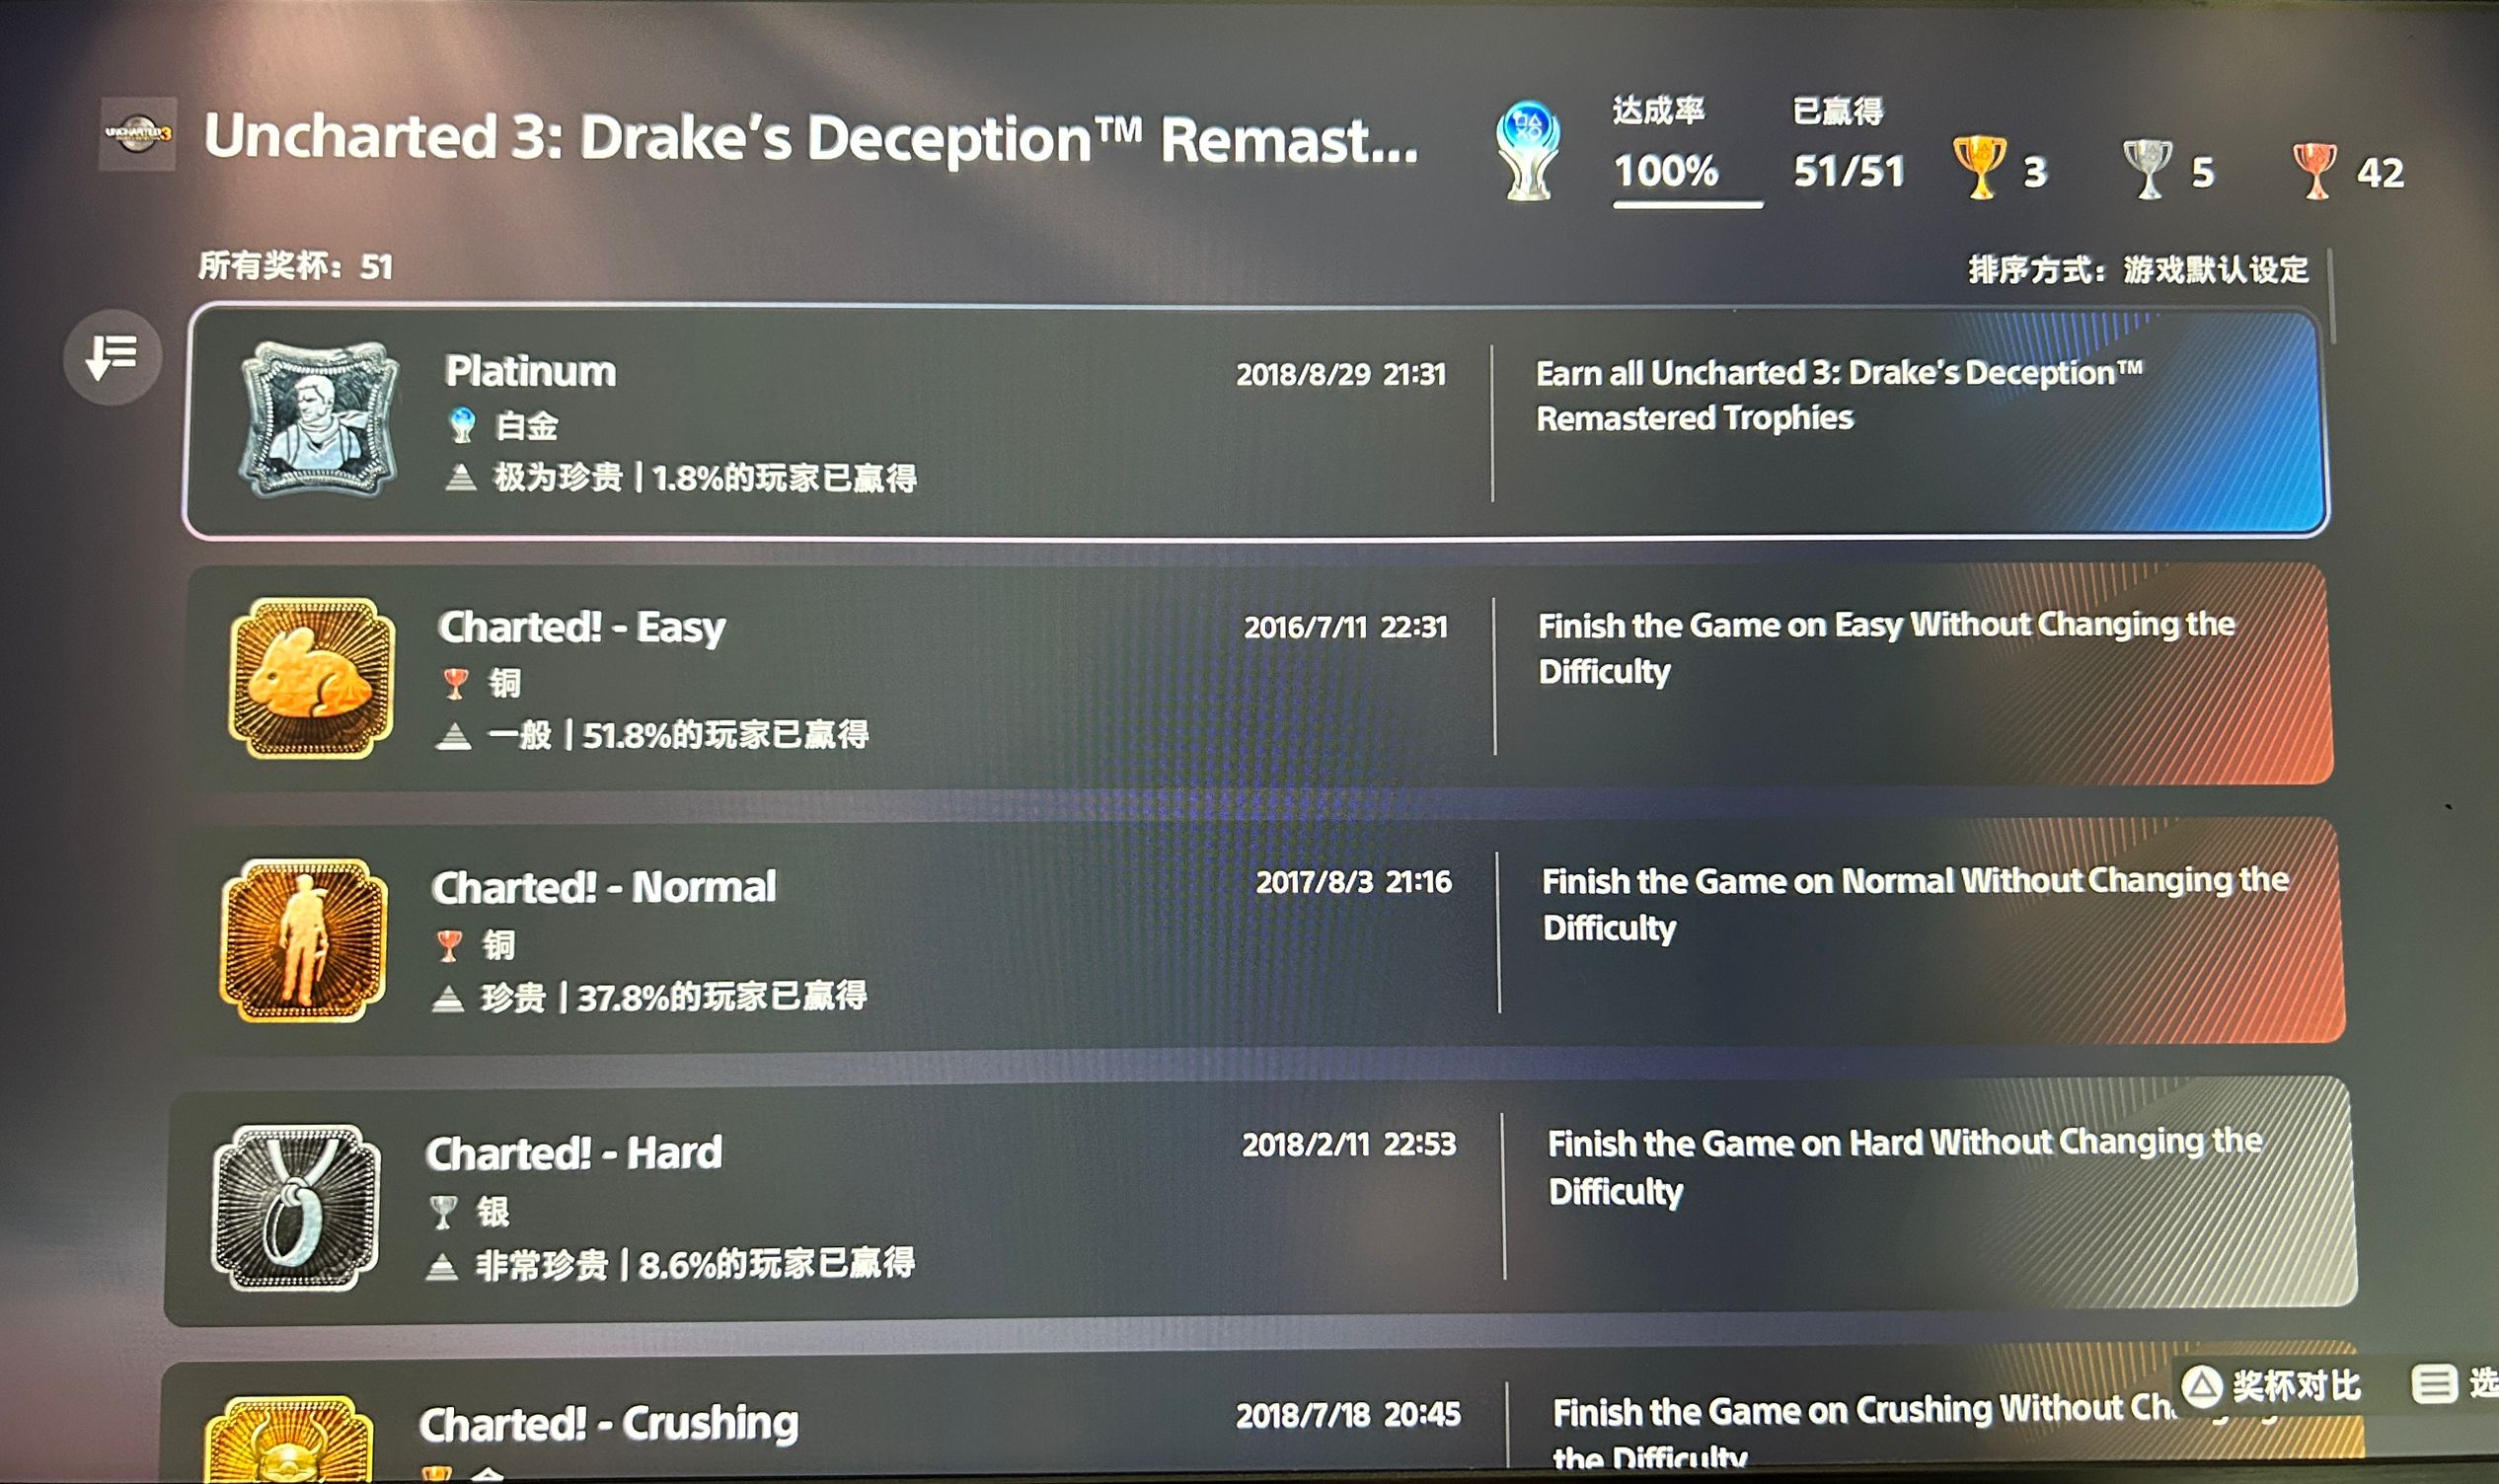 UNCHARTED 3
Uncharted 3: Drake's Deception™ Remast...
达成率
100%
已赢得
51/51
3
5
42
所有奖杯：51
排序方式：游戏默认设定
Platinum
2018/8/29 21:31
白金
极为珍贵 | 1.8%的玩家已赢得
Earn all Uncharted 3: Drake's Deception™
Remastered Trophies
Charted! - Easy
2016/7/11 22:31
铜
一般 | 51.8%的玩家已赢得
Finish the Game on Easy Without Changing the
Difficulty
Charted! - Normal
2017/8/3 21:16
铜
珍贵 | 37.8%的玩家已赢得
Finish the Game on Normal Without Changing the
Difficulty
Charted! - Hard
2018/2/11 22:53
银
非常珍贵 | 8.6%的玩家已赢得
Finish the Game on Hard Without Changing the
Difficulty
Charted! - Crushing
2018/7/18 20:45
Finish the Game on Crushing Without
the Difficulty
奖杯对比
选